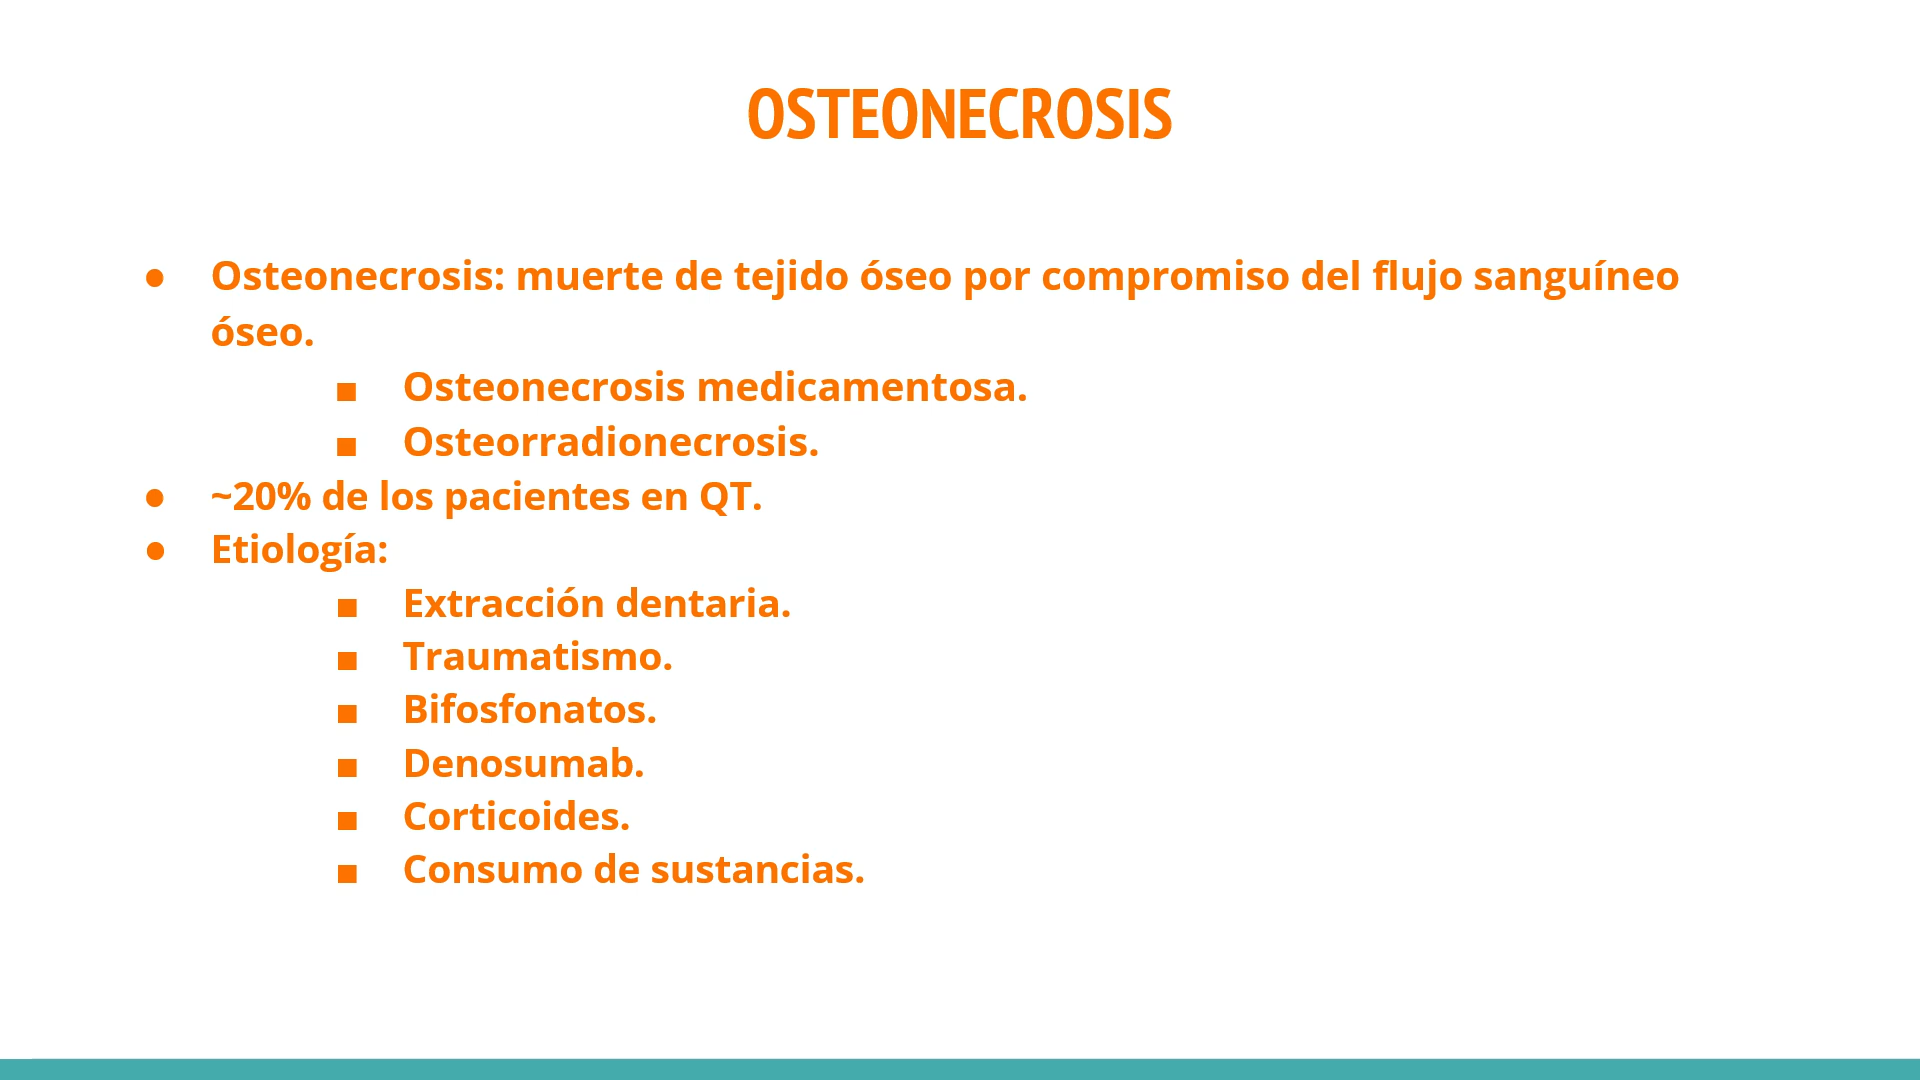 OSTEONECROSIS
● Osteonecrosis: muerte de tejido óseo por compromiso del flujo sanguíneo
óseo.
■ Osteonecrosis medicamentosa.
■ Osteorradionecrosis.
● ~20% de los pacientes en QT.
● Etiología:
■ Extracción dentaria.
■ Traumatismo.
■ Bifosfonatos.
■ Denosumab.
■ Corticoides.
■ Consumo de sustancias.